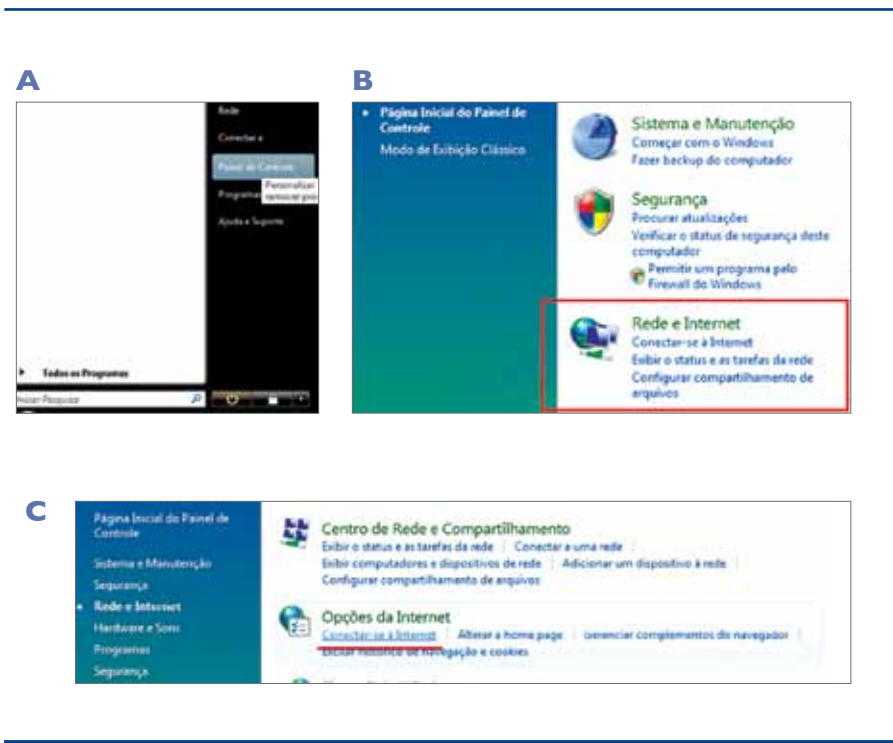 A
Rede
Conectar a
Painel de Controle
Personalizar
Programas
remover pro
Ajuda e Suporte
Todos os Programas
Iniciar Pesquisa
B
Página Inicial do Painel de
Controle
Modo de Exibição Clássico
Sistema e Manutenção
Começar com o Windows
Fazer backup do computador
Segurança
Procurar atualizações
Verificar o status de segurança deste
computador
Permitir um programa pelo
Firewall do Windows
Rede e Internet
Conectar-se à Internet
Exibir o status e as tarefas da rede
Configurar compartilhamento de
arquivos
C
Página Inicial do Painel de
Controle
Sistema e Manutenção
Segurança
Rede e Internet
Hardware e Sons
Programas
Segurança
Centro de Rede e Compartilhamento
Exibir o status e as tarefas da rede Conectar a uma rede
Exibir computadores e dispositivos de rede Adicionar um dispositivo à rede
Configurar compartilhamento de arquivos
Opções da Internet
Conectar-se à Internet Alterar a home page Gerenciar complementos do navegador
Excluir histórico de navegação e cookies